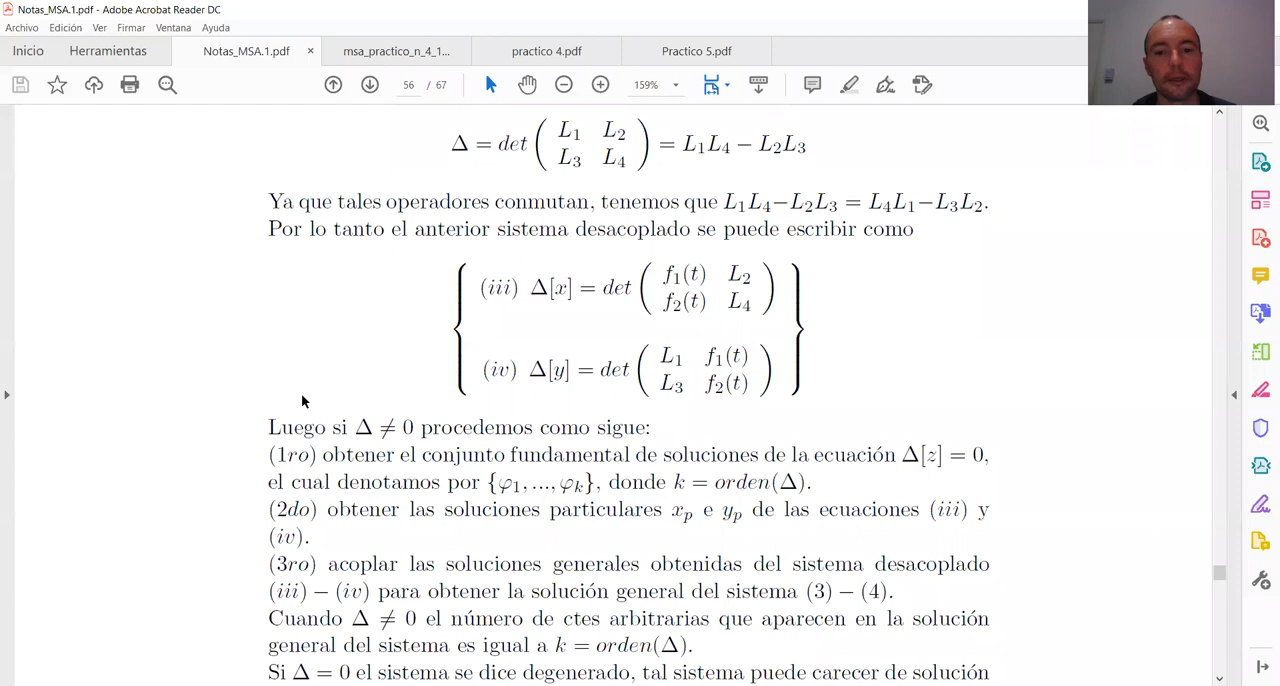 Notas_MSA.1.pdf - Adobe Acrobat Reader DC
Archivo Edición Ver Firmar Ventana Ayuda
Inicio Herramientas Notas_MSA.1.pdf × msa_practico_n_4_1... practico 4.pdf Practico 5.pdf
56 / 67 159%
Δ = det ( L₁ L₂
L₃ L₄ ) = L₁L₄ − L₂L₃
Ya que tales operadores conmutan, tenemos que L₁L₄−L₂L₃ = L₄L₁−L₃L₂.
Por lo tanto el anterior sistema desacoplado se puede escribir como
(iii) Δ[x] = det ( f₁(t) L₂
f₂(t) L₄ )
(iv) Δ[y] = det ( L₁ f₁(t)
L₃ f₂(t) )
Luego si Δ ≠ 0 procedemos como sigue:
(1ro) obtener el conjunto fundamental de soluciones de la ecuación Δ[z] = 0,
el cual denotamos por {φ₁, ..., φₖ}, donde k = orden(Δ).
(2do) obtener las soluciones particulares xₚ e yₚ de las ecuaciones (iii) y
(iv).
(3ro) acoplar las soluciones generales obtenidas del sistema desacoplado
(iii) − (iv) para obtener la solución general del sistema (3) − (4).
Cuando Δ ≠ 0 el número de ctes arbitrarias que aparecen en la solución
general del sistema es igual a k = orden(Δ).
Si Δ = 0 el sistema se dice degenerado, tal sistema puede carecer de solución